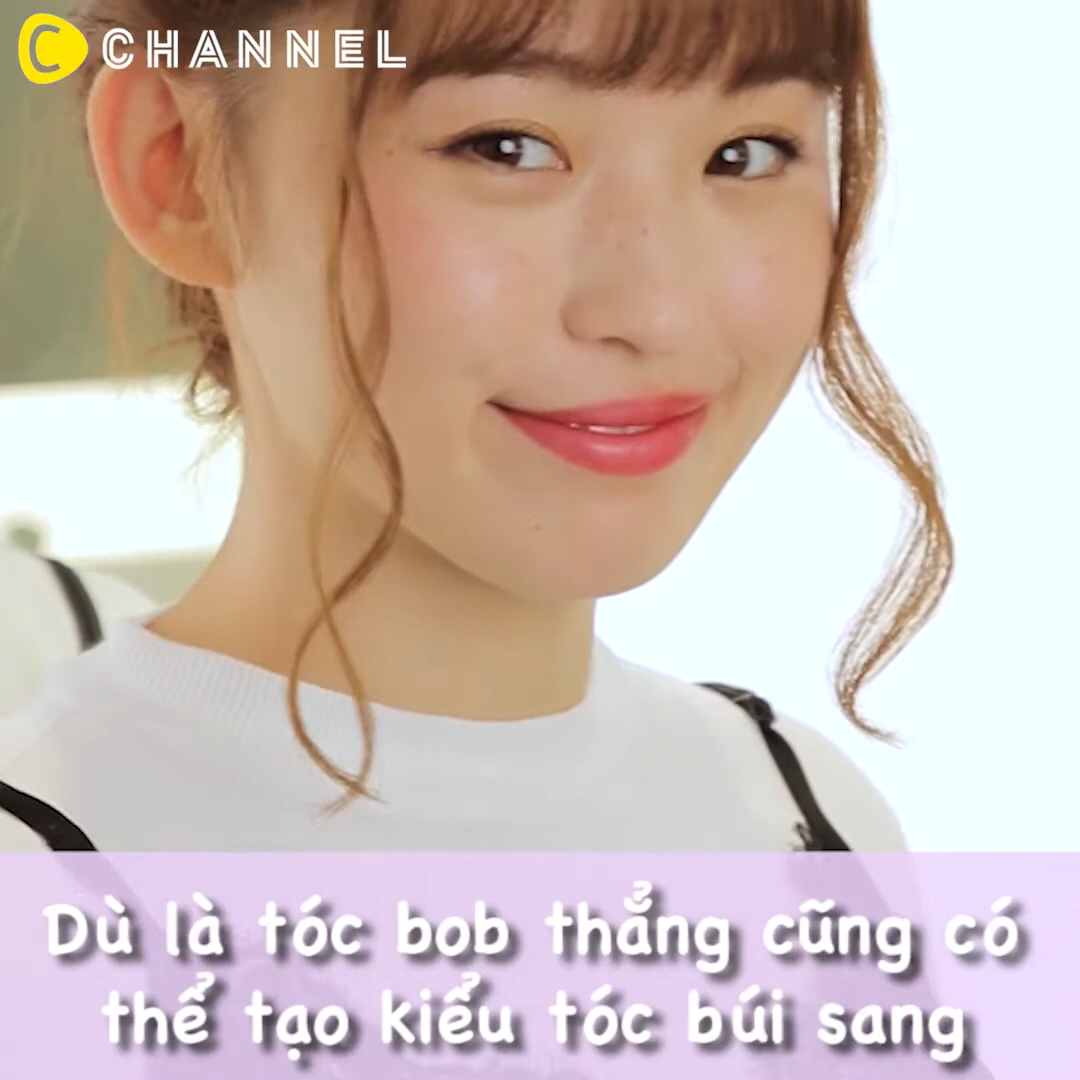 C CHANNEL
Dù là tóc bob thẳng cũng có
thể tạo kiểu tóc búi sang